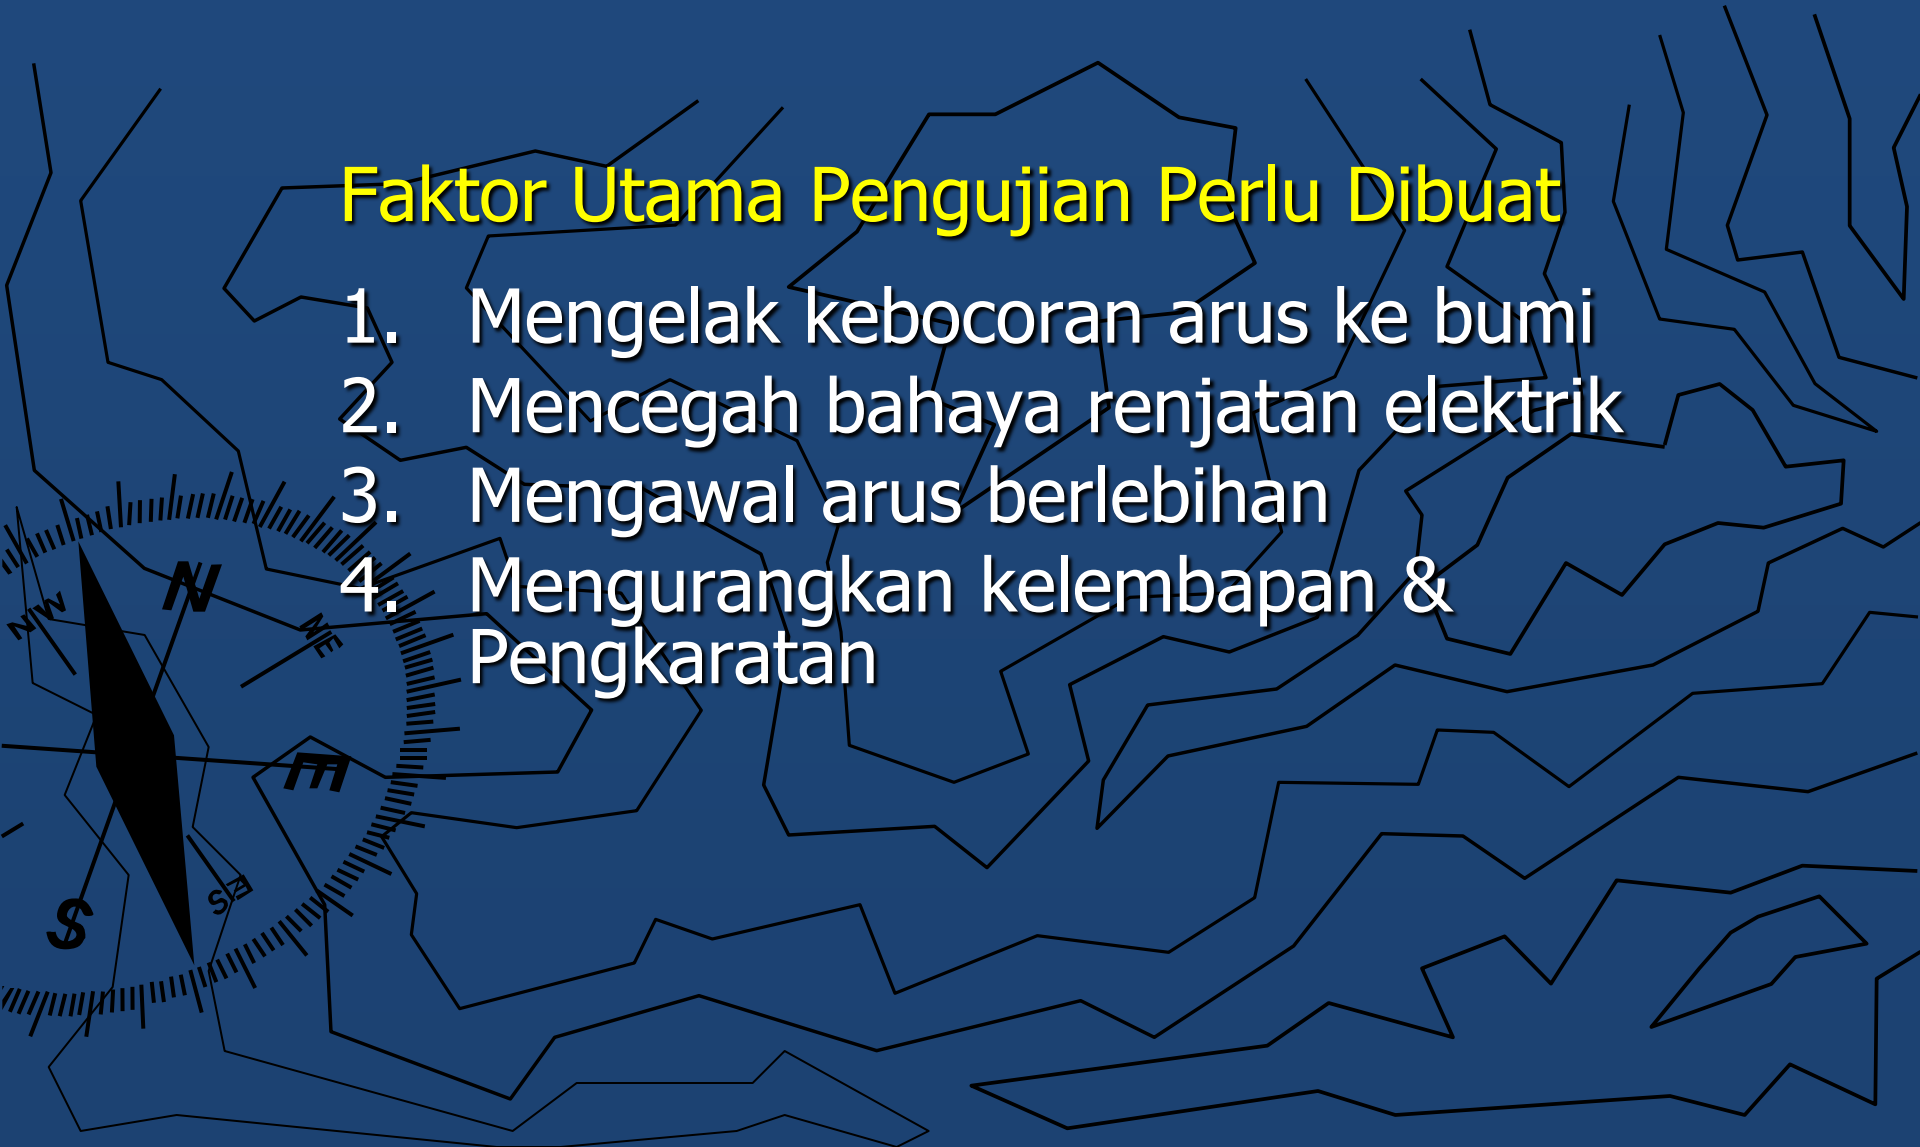 Faktor Utama Pengujian Perlu Dibuat
1. Mengelak kebocoran arus ke bumi
2. Mencegah bahaya renjatan elektrik
3. Mengawal arus berlebihan
4. Mengurangkan kelembapan &
Pengkaratan
NW
N
NE
E
SE
S